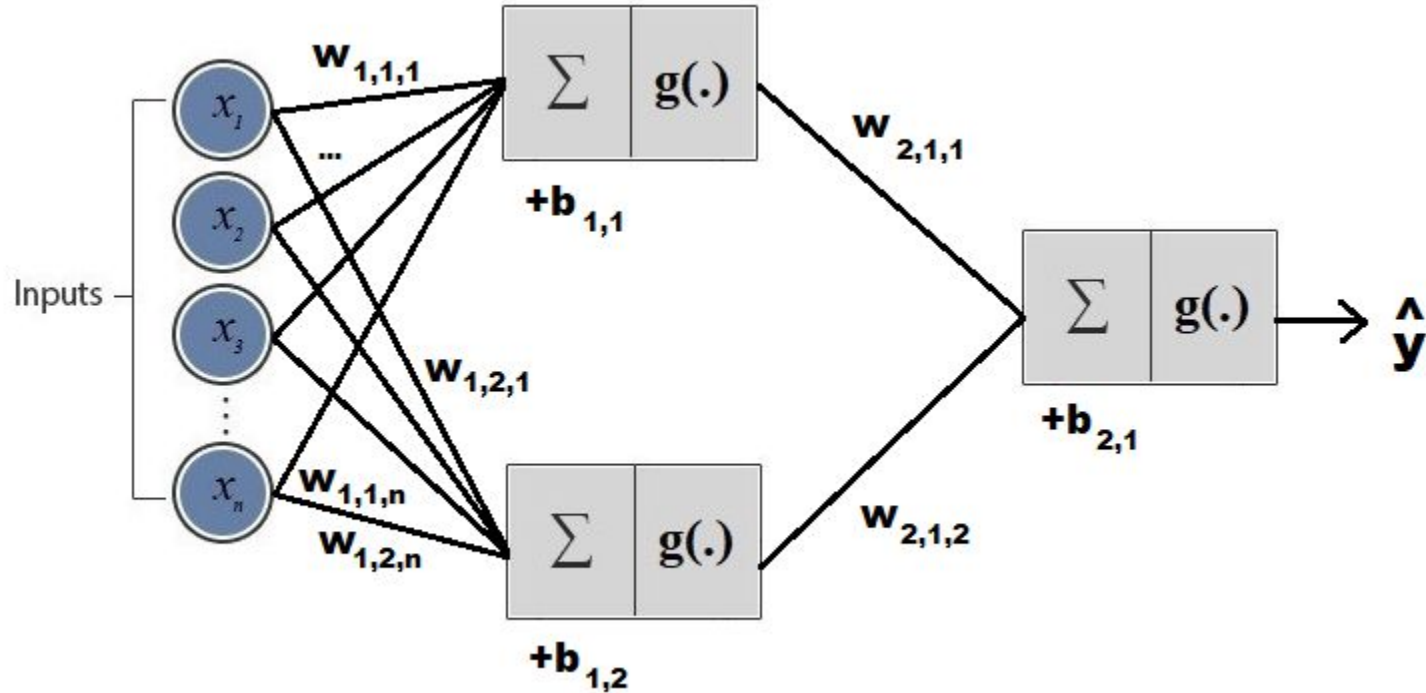 w1,1,1
x1
...
Σ g(.)
w2,1,1
x2
+b1,1
Inputs
x3
Σ g(.)
ŷ
w1,2,1
+b2,1
xn
w1,1,n
w1,2,n
Σ g(.)
w2,1,2
+b1,2